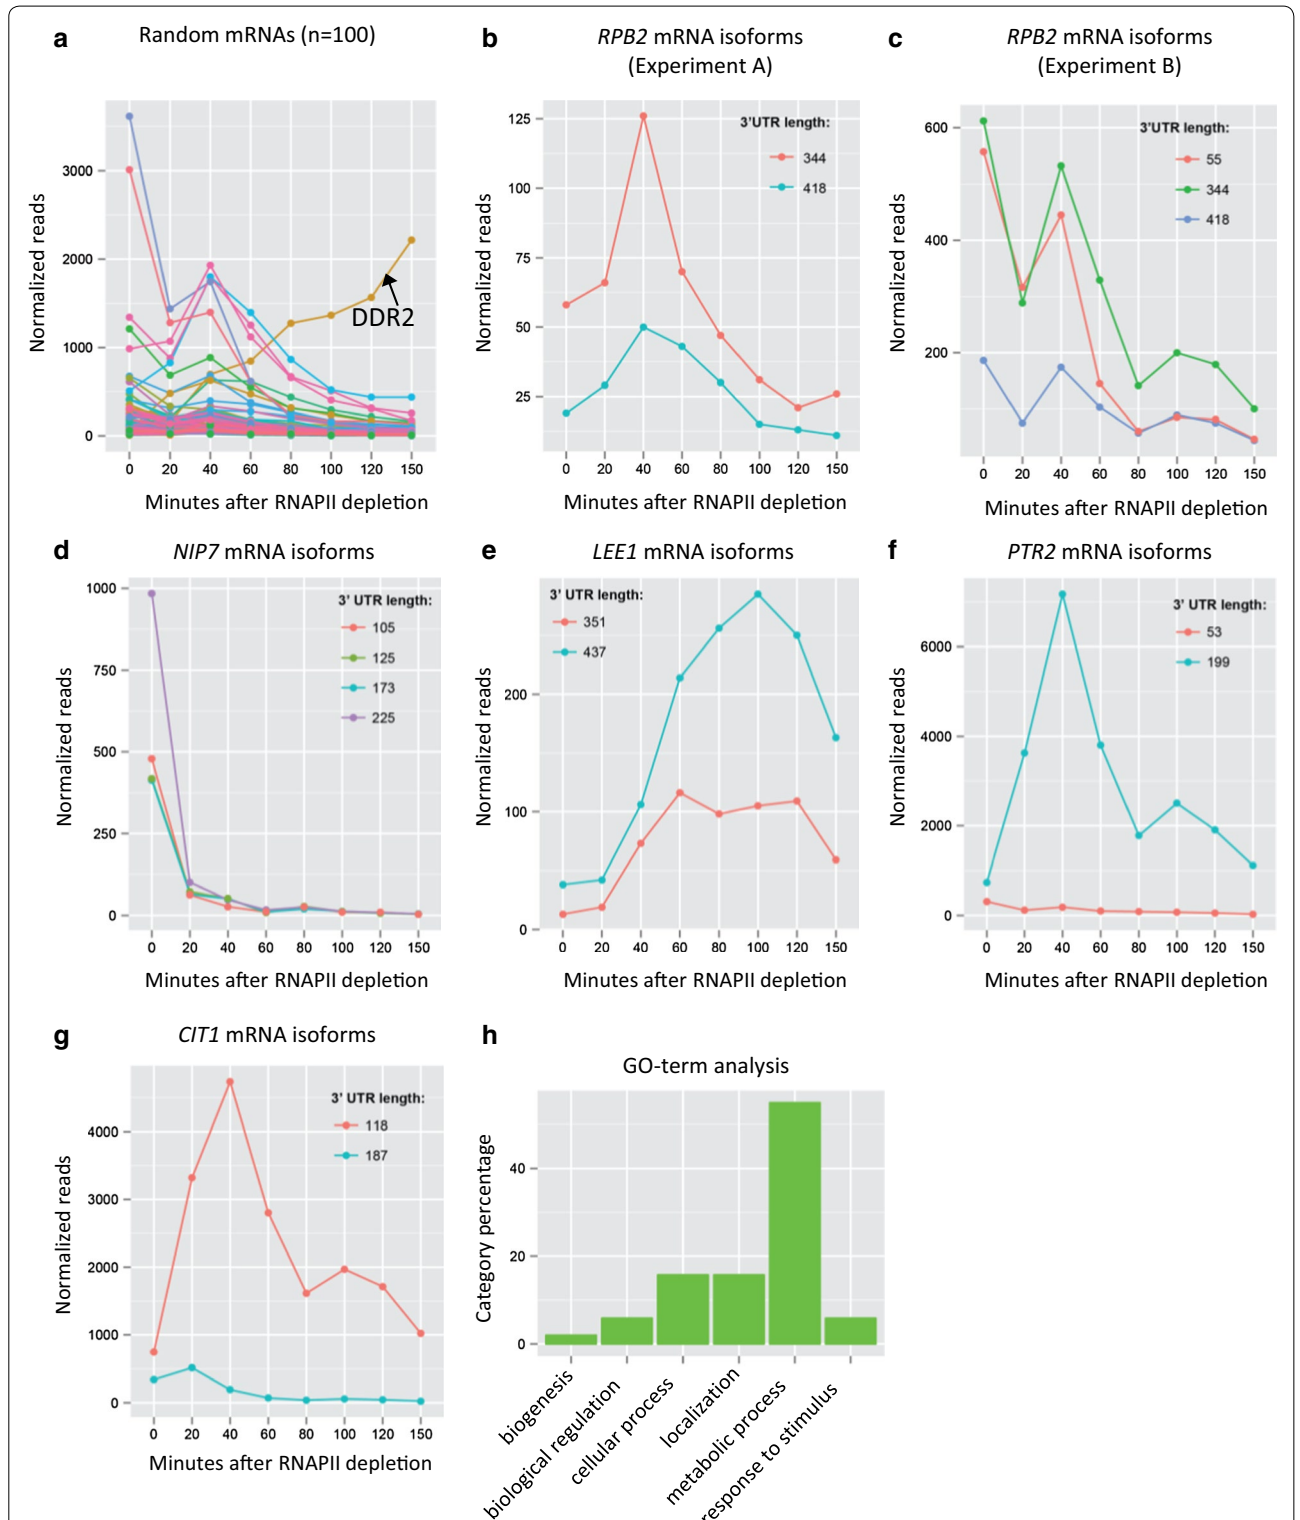 a
Random mRNAs (n=100)
Normalized reads
3000
2000
1000
0
DDR2
0 20 40 60 80 100 120 150
Minutes after RNAPII depletion
b
RPB2 mRNA isoforms
(Experiment A)
Normalized reads
125
100
75
50
25
3'UTR length:
344
418
0 20 40 60 80 100 120 150
Minutes after RNAPII depletion
c
RPB2 mRNA isoforms
(Experiment B)
Normalized reads
600
400
200
3'UTR length:
55
344
418
0 20 40 60 80 100 120 150
Minutes after RNAPII depletion
d
NIP7 mRNA isoforms
Normalized reads
1000
750
500
250
0
3' UTR length:
105
125
173
225
0 20 40 60 80 100 120 150
Minutes after RNAPII depletion
e
LEE1 mRNA isoforms
Normalized reads
200
100
0
3' UTR length:
351
437
0 20 40 60 80 100 120 150
Minutes after RNAPII depletion
f
PTR2 mRNA isoforms
Normalized reads
6000
4000
2000
0
3' UTR length:
53
199
0 20 40 60 80 100 120 150
Minutes after RNAPII depletion
g
CIT1 mRNA isoforms
Normalized reads
4000
3000
2000
1000
0
3' UTR length:
118
187
0 20 40 60 80 100 120 150
Minutes after RNAPII depletion
h
GO-term analysis
Category percentage
40
20
0
biogenesis
biological regulation
cellular process
localization
metabolic process
response to stimulus